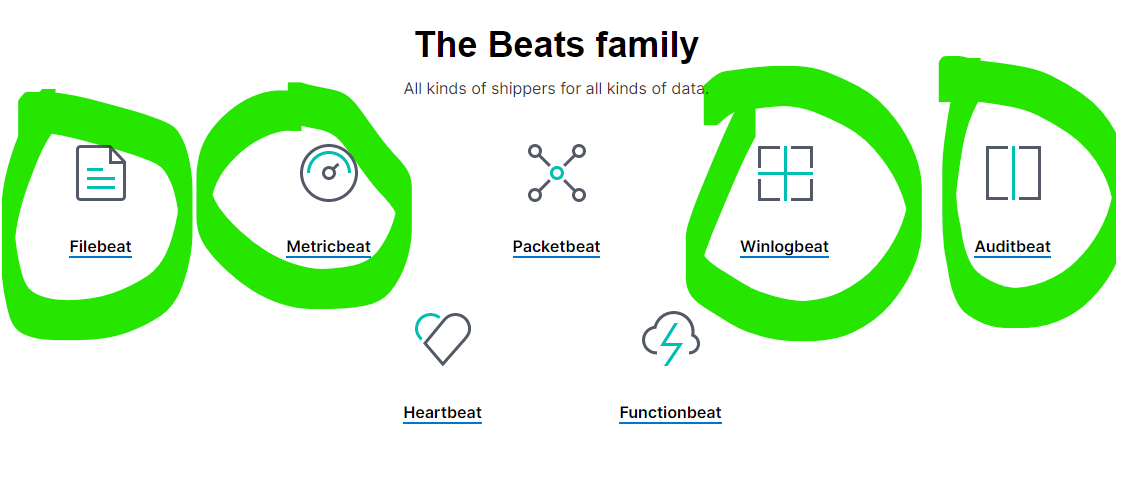 The Beats family
All kinds of shippers for all kinds of data.
Filebeat
Metricbeat
Packetbeat
Winlogbeat
Auditbeat
Heartbeat
Functionbeat